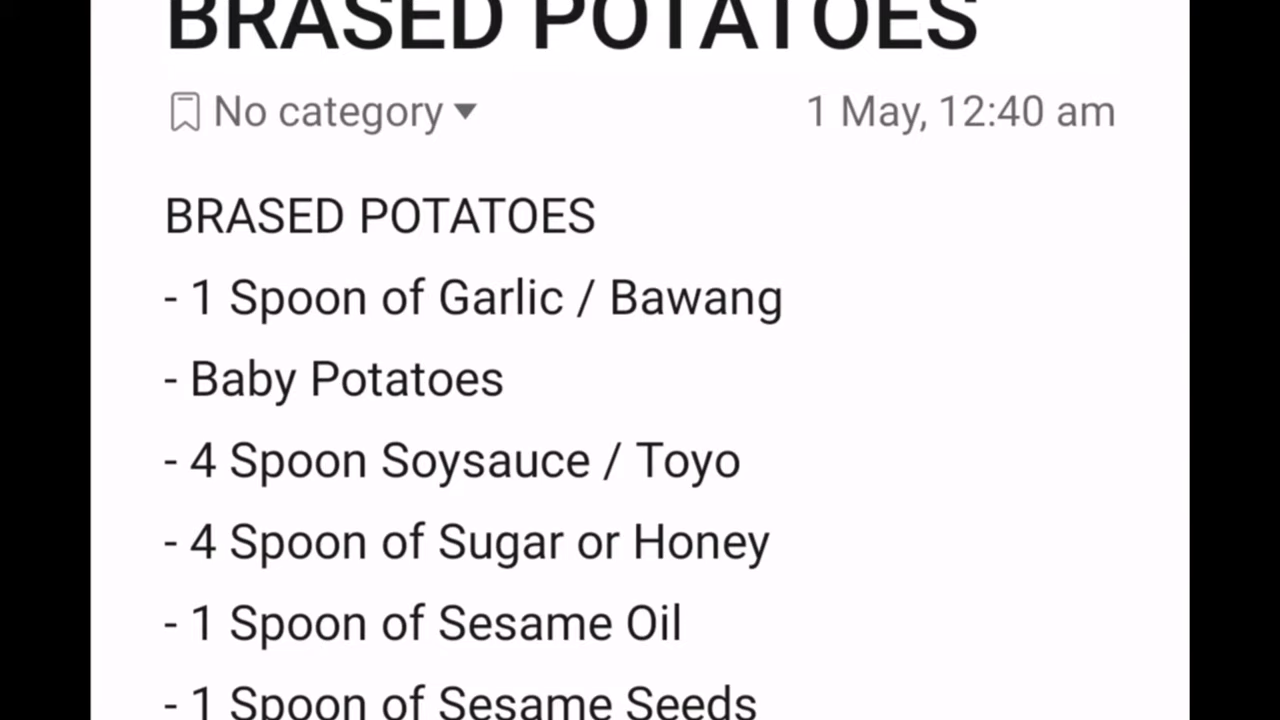 BRASED POTATOES
No category
1 May, 12:40 am
BRASED POTATOES
- 1 Spoon of Garlic / Bawang
- Baby Potatoes
- 4 Spoon Soysauce / Toyo
- 4 Spoon of Sugar or Honey
- 1 Spoon of Sesame Oil
- 1 Spoon of Sesame Seeds